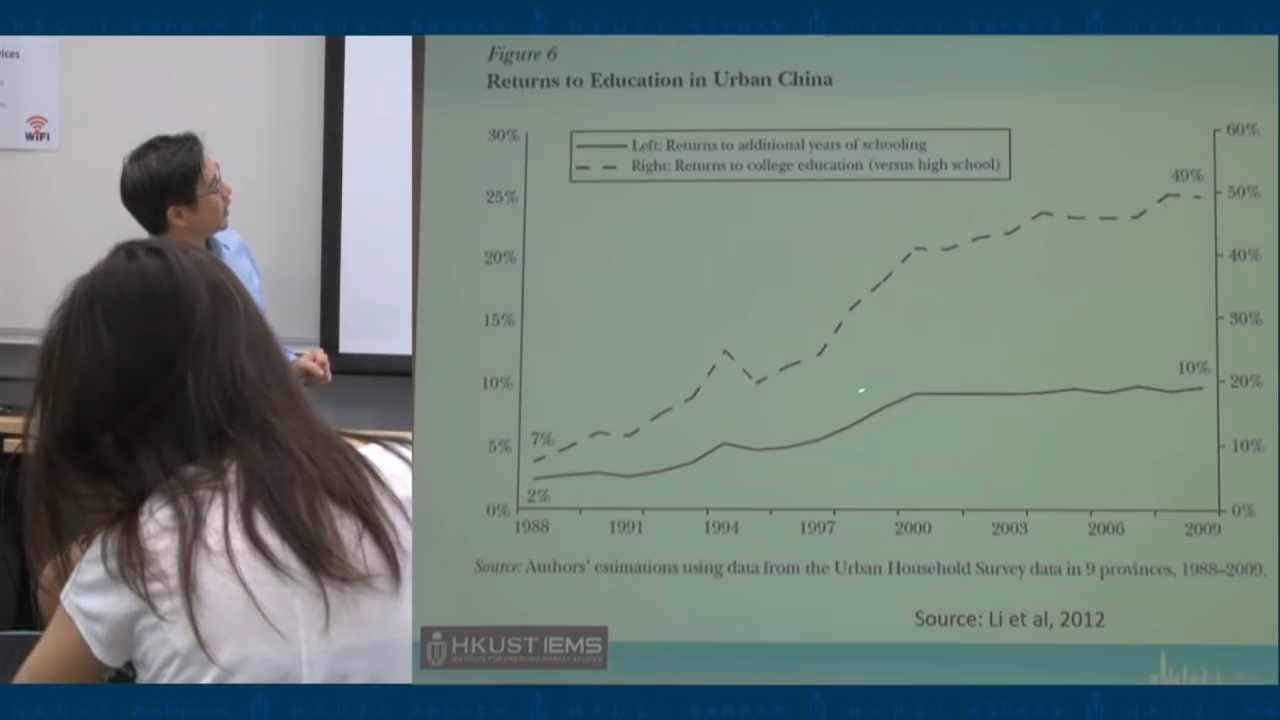 vices
WiFi
Figure 6
Returns to Education in Urban China
30%
25%
20%
15%
10%
5%
0%
Left: Returns to additional years of schooling
Right: Returns to college education (versus high school)
60%
50%
40%
30%
20%
10%
0%
49%
10%
7%
2%
1988 1991 1994 1997 2000 2003 2006 2009
Source: Authors' estimations using data from the Urban Household Survey data in 9 provinces, 1988–2009.
Source: Li et al, 2012
HKUST IEMS
INSTITUTE FOR EMERGING MARKET STUDIES